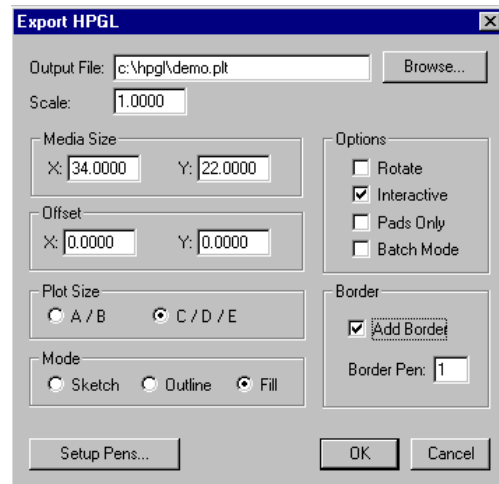 Export HPGL
Output File: c:\hpgl\demo.plt Browse...
Scale: 1.0000
Media Size
X: 34.0000 Y: 22.0000
Options
Rotate
Interactive
Pads Only
Batch Mode
Offset
X: 0.0000 Y: 0.0000
Plot Size
A / B C / D / E
Border
Add Border
Border Pen: 1
Mode
Sketch Outline Fill
Setup Pens... OK Cancel